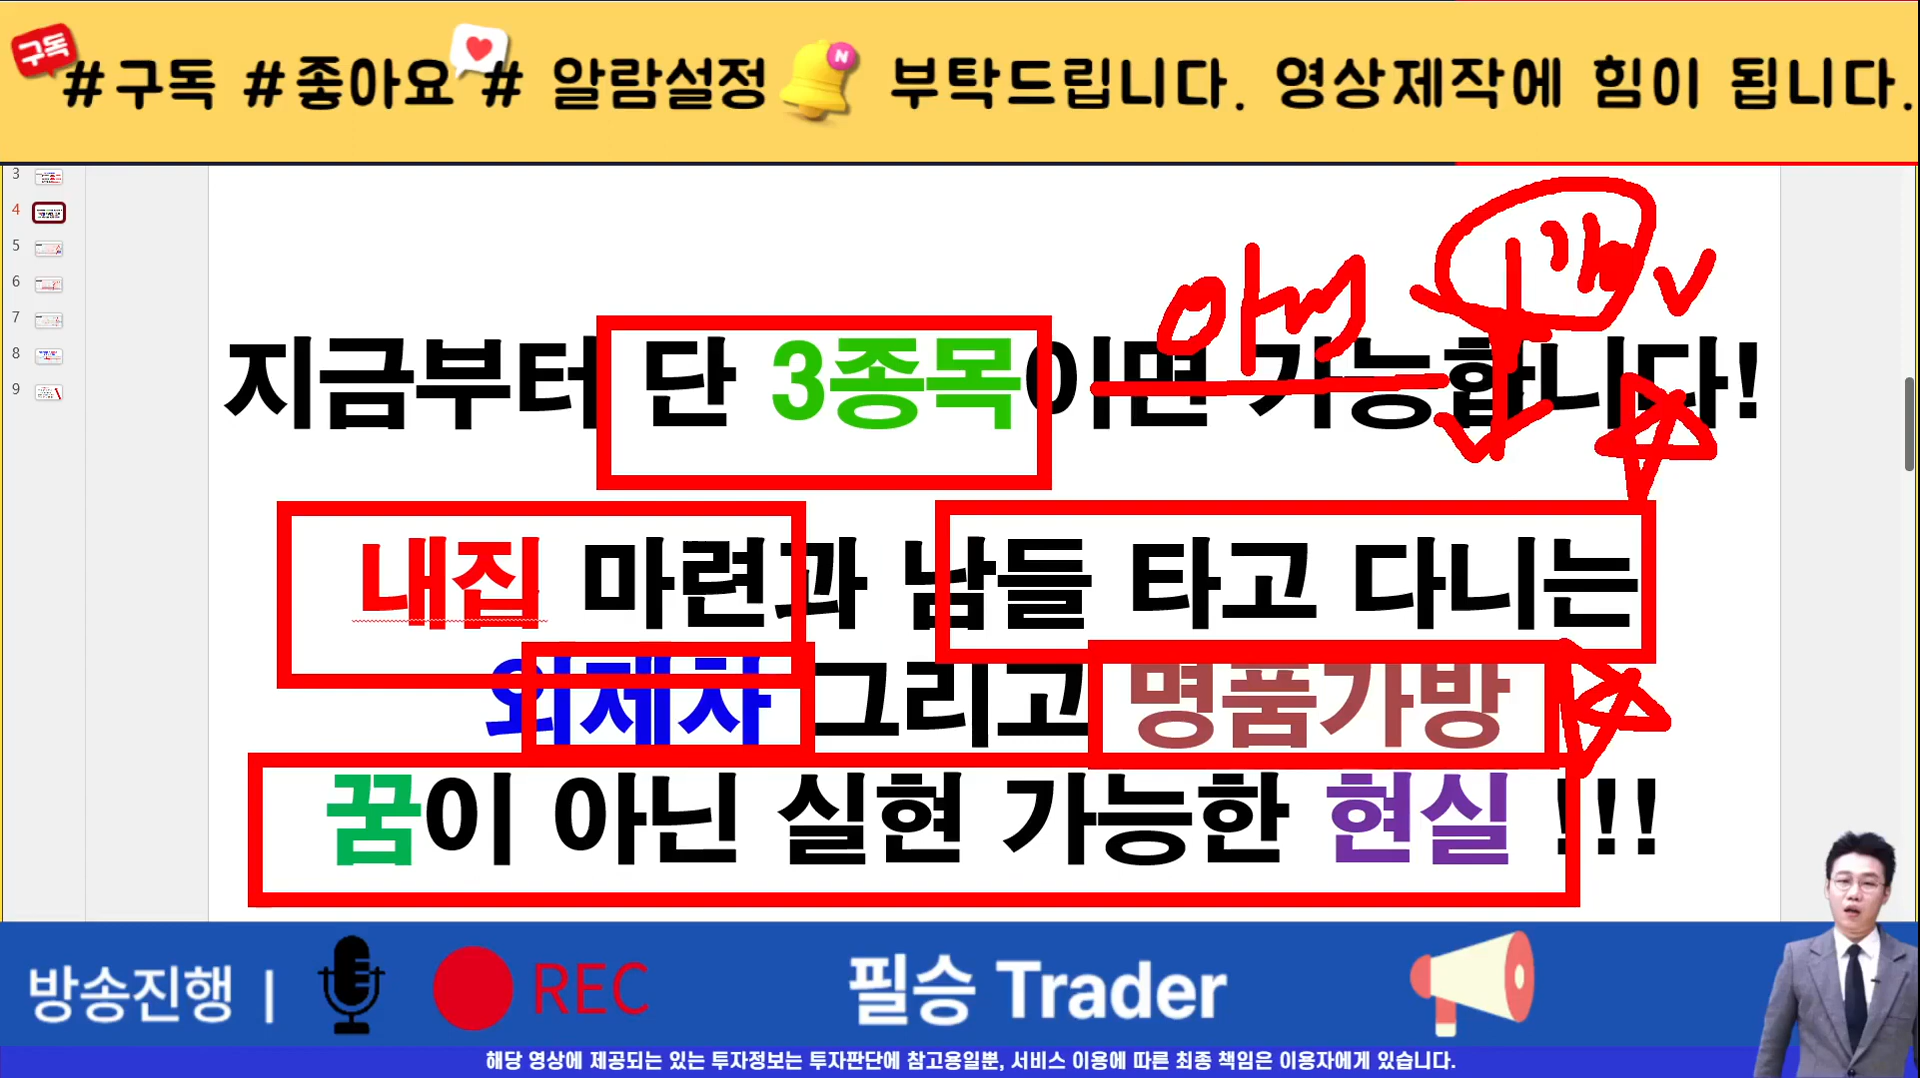 구독
#구독 #좋아요 # 알람설정 N 부탁드립니다. 영상제작에 힘이 됩니다.
3
4
5
6
7
8
9
지금부터 단 3종목이면 가능합니다!
내집 마련과 남들 타고 다니는
외제차 그리고 명품가방
꿈이 아닌 실현 가능한 현실 !!!
방송진행 | REC 필승 Trader
해당 영상에 제공되는 있는 투자정보는 투자판단에 참고용일뿐, 서비스 이용에 따른 최종 책임은 이용자에게 있습니다.